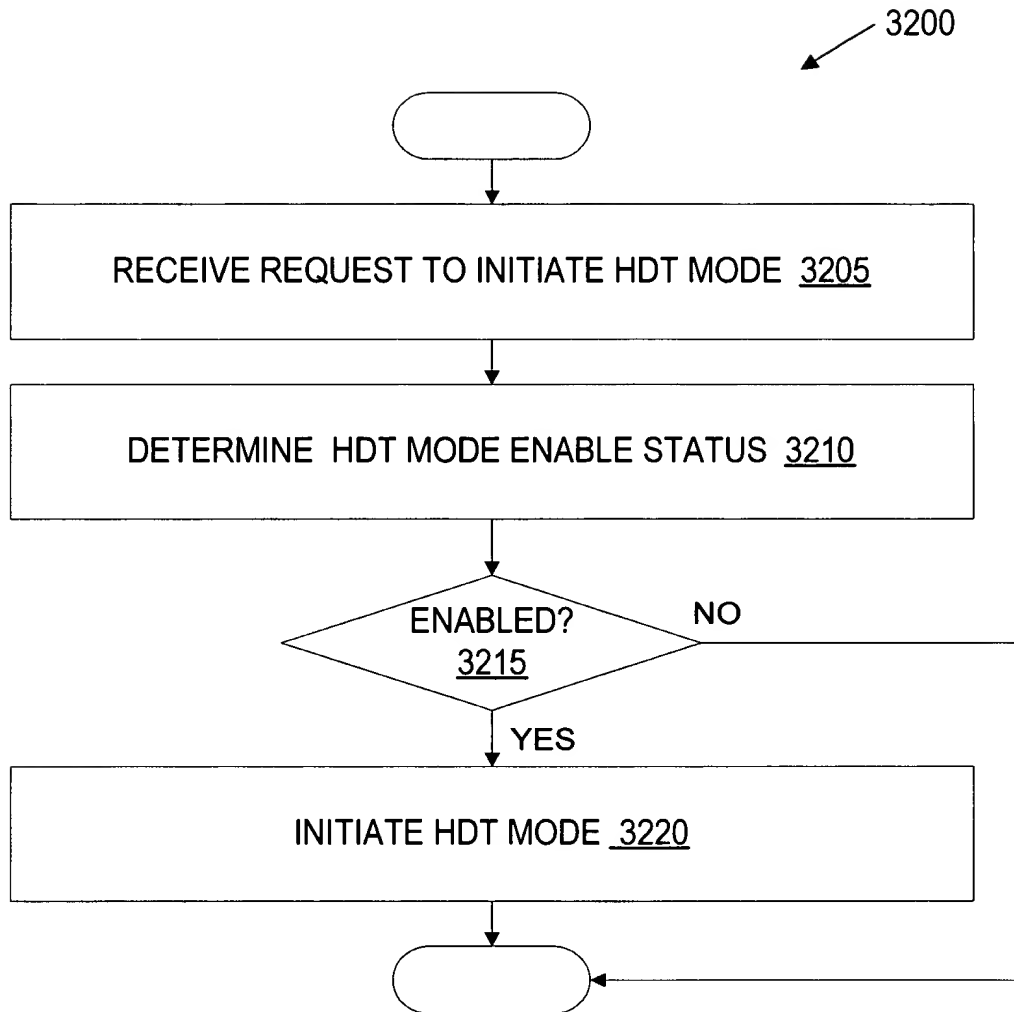 3200
RECEIVE REQUEST TO INITIATE HDT MODE 3205
DETERMINE HDT MODE ENABLE STATUS 3210
ENABLED?
3215
NO
YES
INITIATE HDT MODE 3220